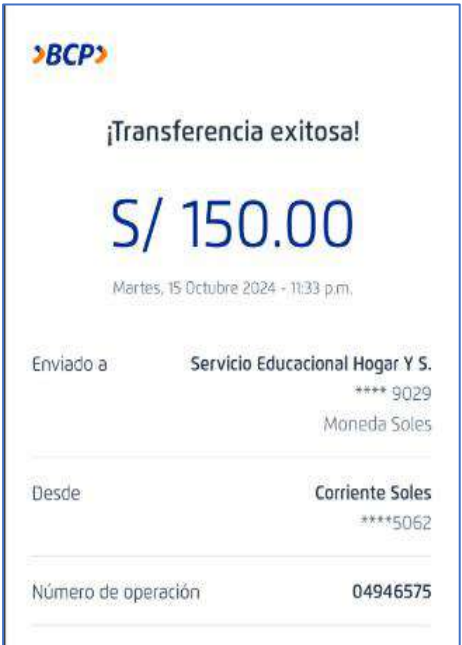 BCP
¡Transferencia exitosa!
S/ 150.00
Martes, 15 Octubre 2024 - 11:33 p.m.
Enviado a Servicio Educacional Hogar Y S.
**** 9029
Moneda Soles
Desde Corriente Soles
****5062
Número de operación 04946575